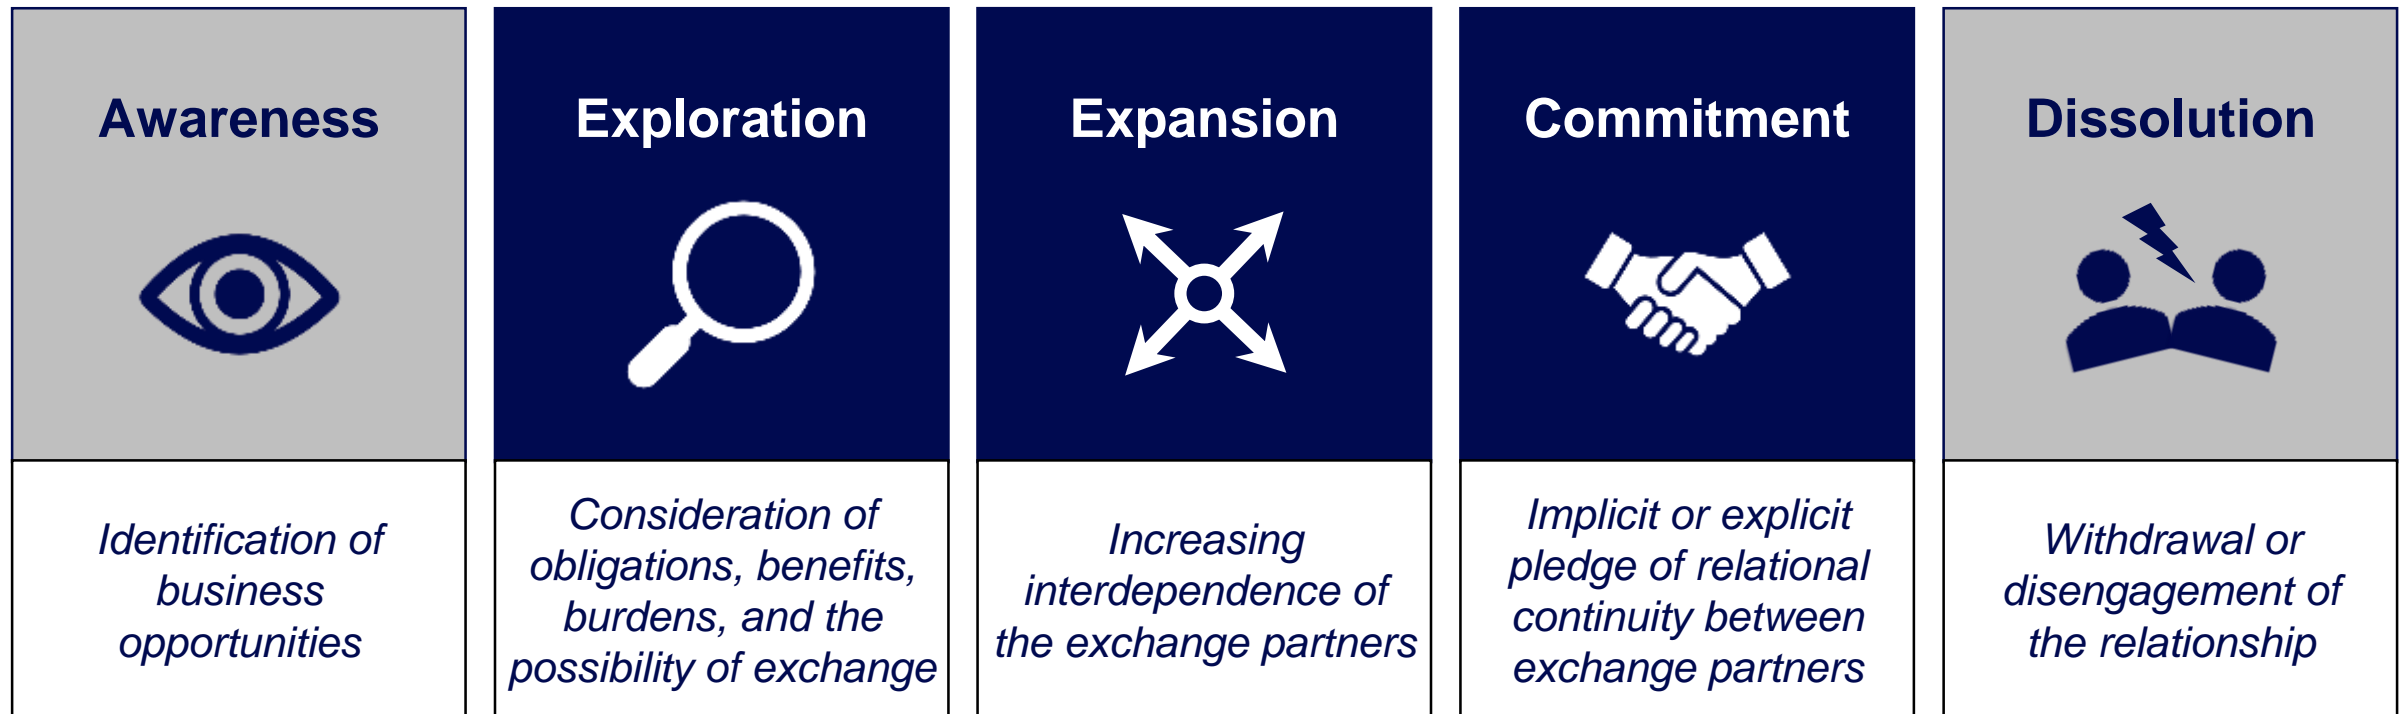 Awareness
Exploration
Expansion
Commitment
Dissolution
Identification of
business
opportunities
Consideration of
obligations, benefits,
burdens, and the
possibility of exchange
Increasing
interdependence of
the exchange partners
Implicit or explicit
pledge of relational
continuity between
exchange partners
Withdrawal or
disengagement of
the relationship